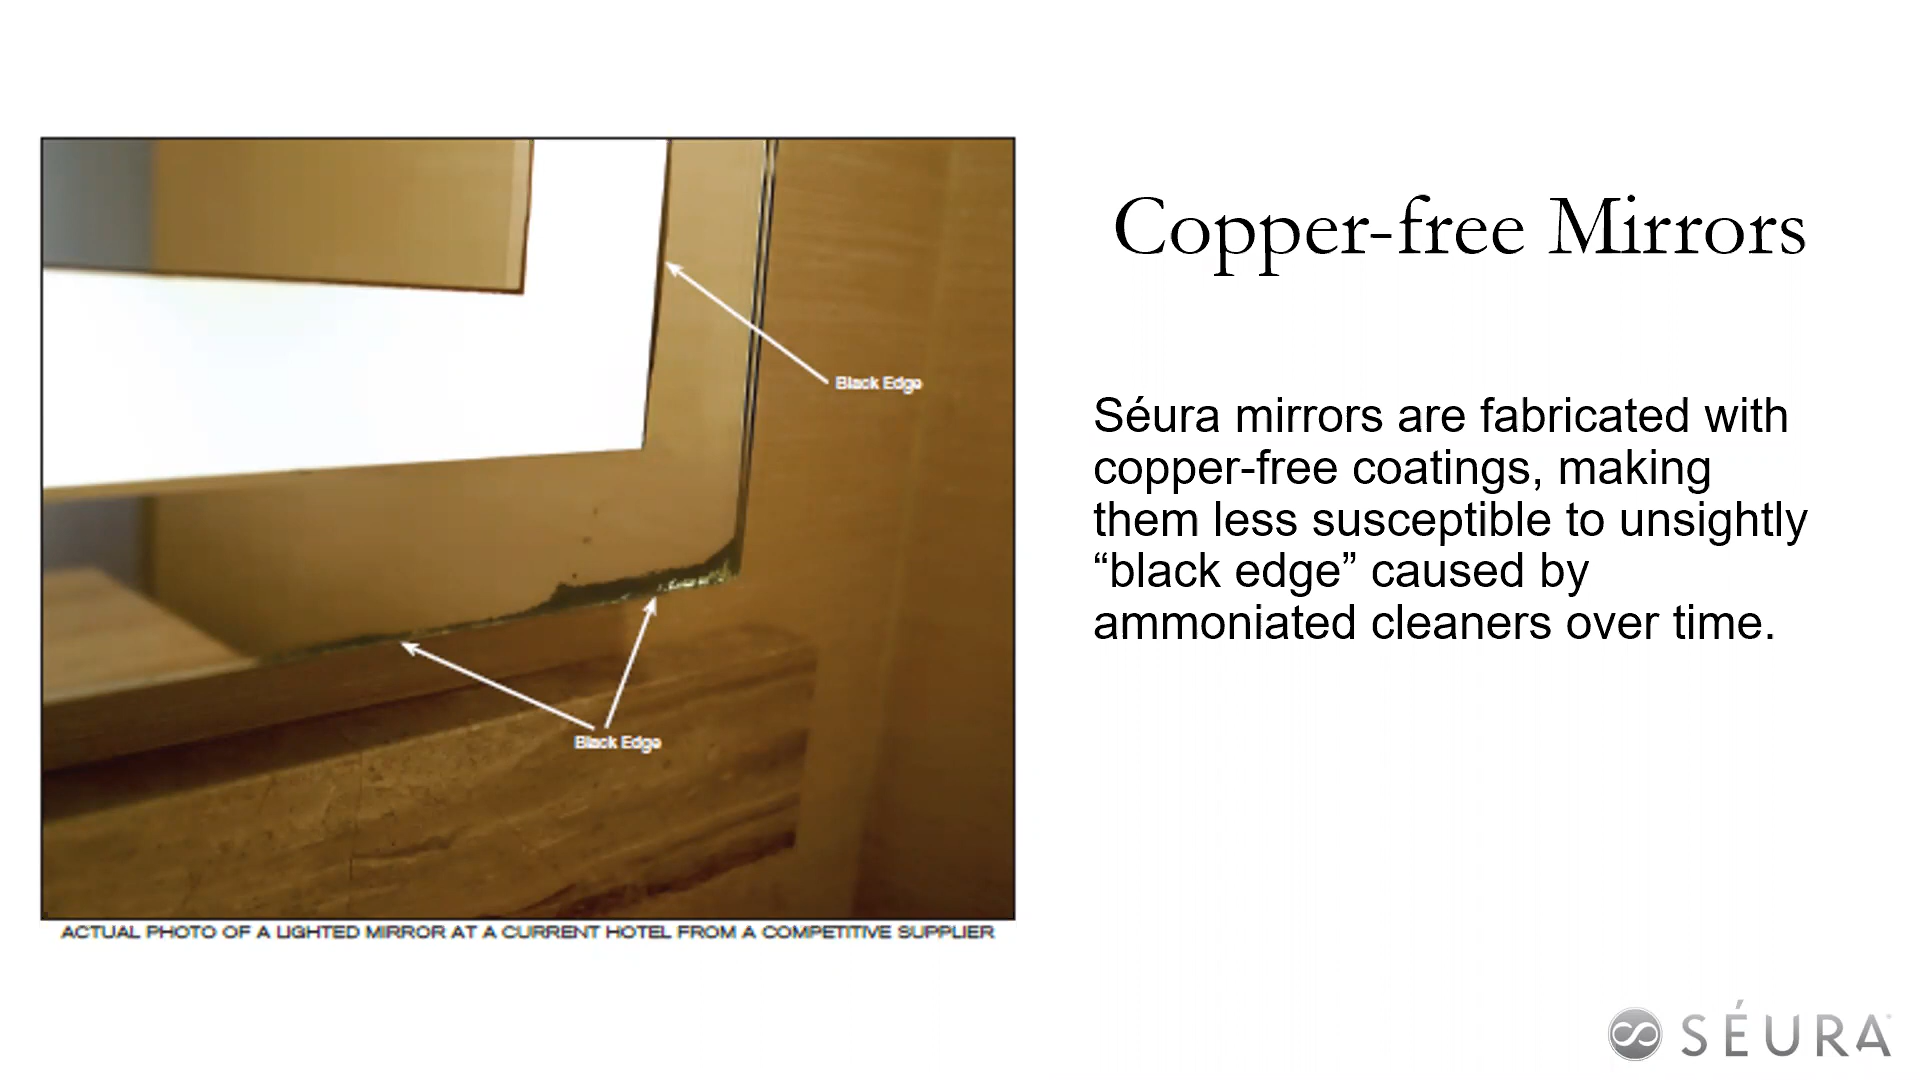 Copper-free Mirrors
Black Edge
Séura mirrors are fabricated with
copper-free coatings, making
them less susceptible to unsightly
“black edge” caused by
ammoniated cleaners over time.
Black Edge
ACTUAL PHOTO OF A LIGHTED MIRROR AT A CURRENT HOTEL FROM A COMPETITIVE SUPPLIER
SÉURA